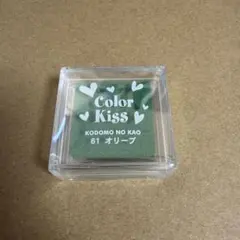 Color
Kiss
KODOMO NO KAO
61 オリーブ